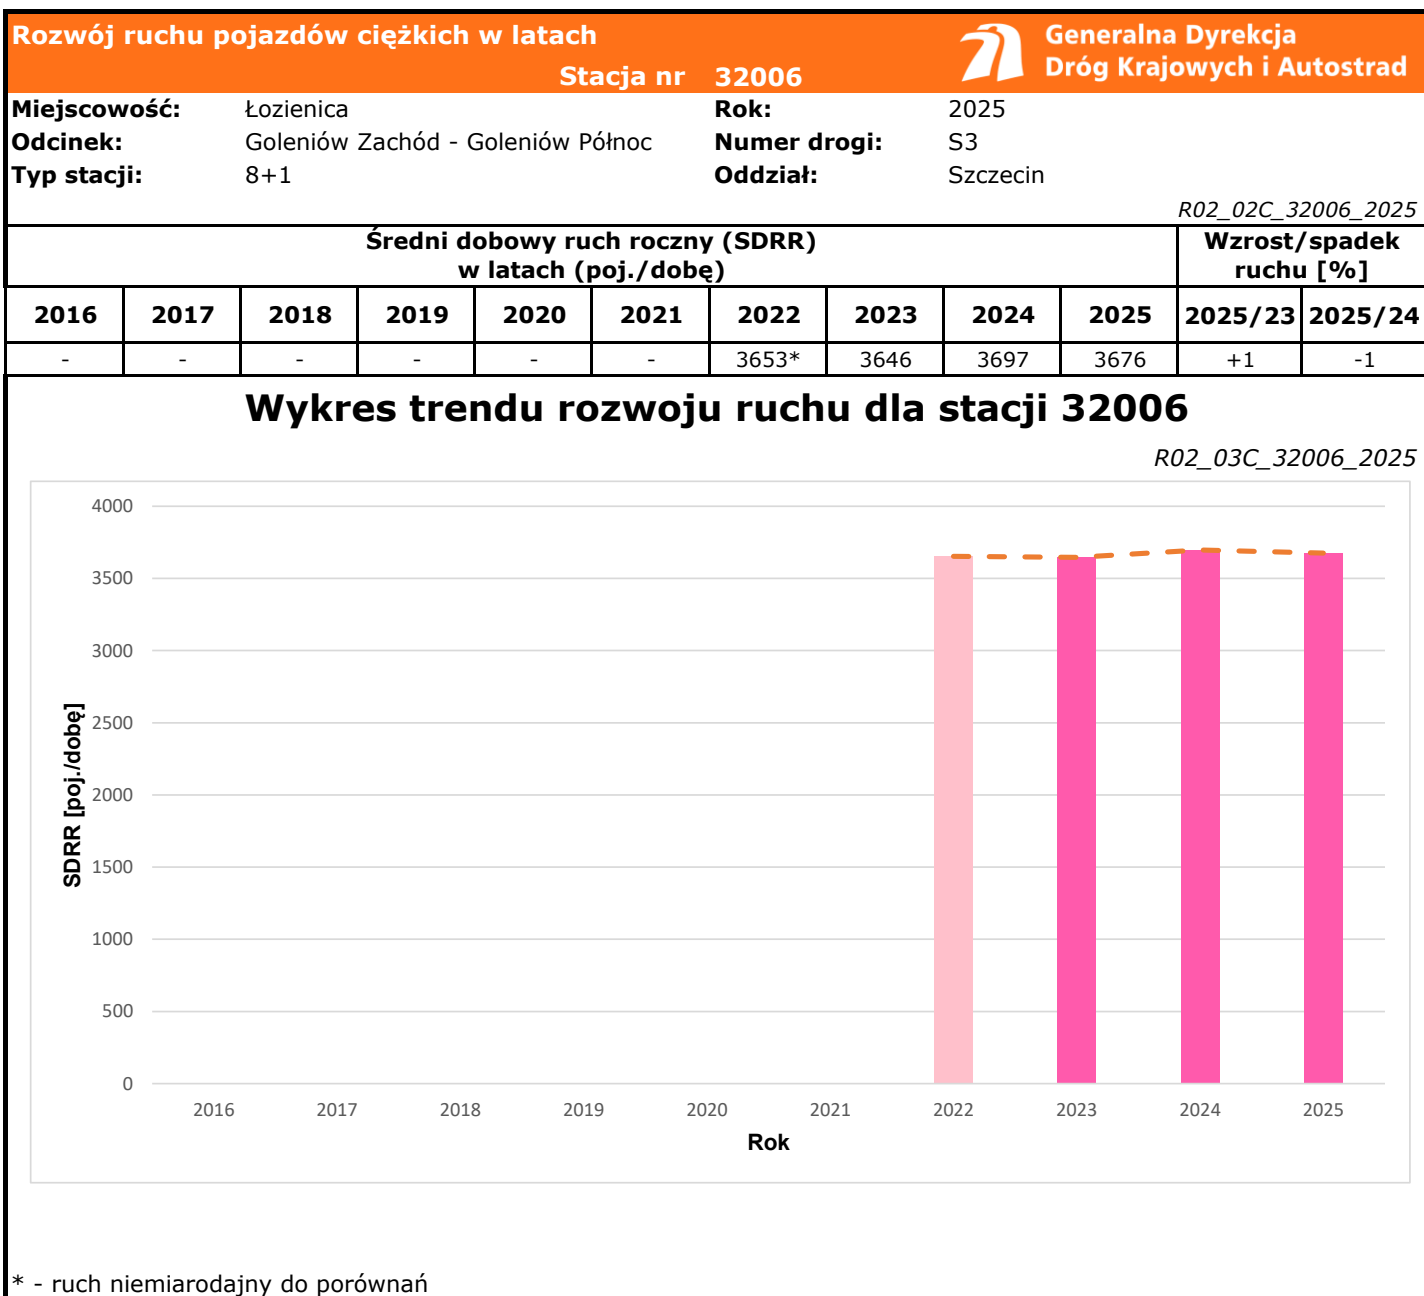 Rozwój ruchu pojazdów ciężkich w latach
Stacja nr 32006
Generalna Dyrekcja
Dróg Krajowych i Autostrad
Miejscowość: Łozienica Rok: 2025
Odcinek: Goleniów Zachód - Goleniów Północ Numer drogi: S3
Typ stacji: 8+1 Oddział: Szczecin
R02_02C_32006_2025
Średni dobowy ruch roczny (SDRR)
w latach (poj./dobę)
Wzrost/spadek
ruchu [%]
2016 2017 2018 2019 2020 2021 2022 2023 2024 2025 2025/23 2025/24
- - - - - - 3653* 3646 3697 3676 +1 -1
Wykres trendu rozwoju ruchu dla stacji 32006
R02_03C_32006_2025
4000
3500
3000
2500
2000
1500
1000
500
0
SDRR [poj./dobę]
2016 2017 2018 2019 2020 2021 2022 2023 2024 2025
Rok
* - ruch niemiarodajny do porównań